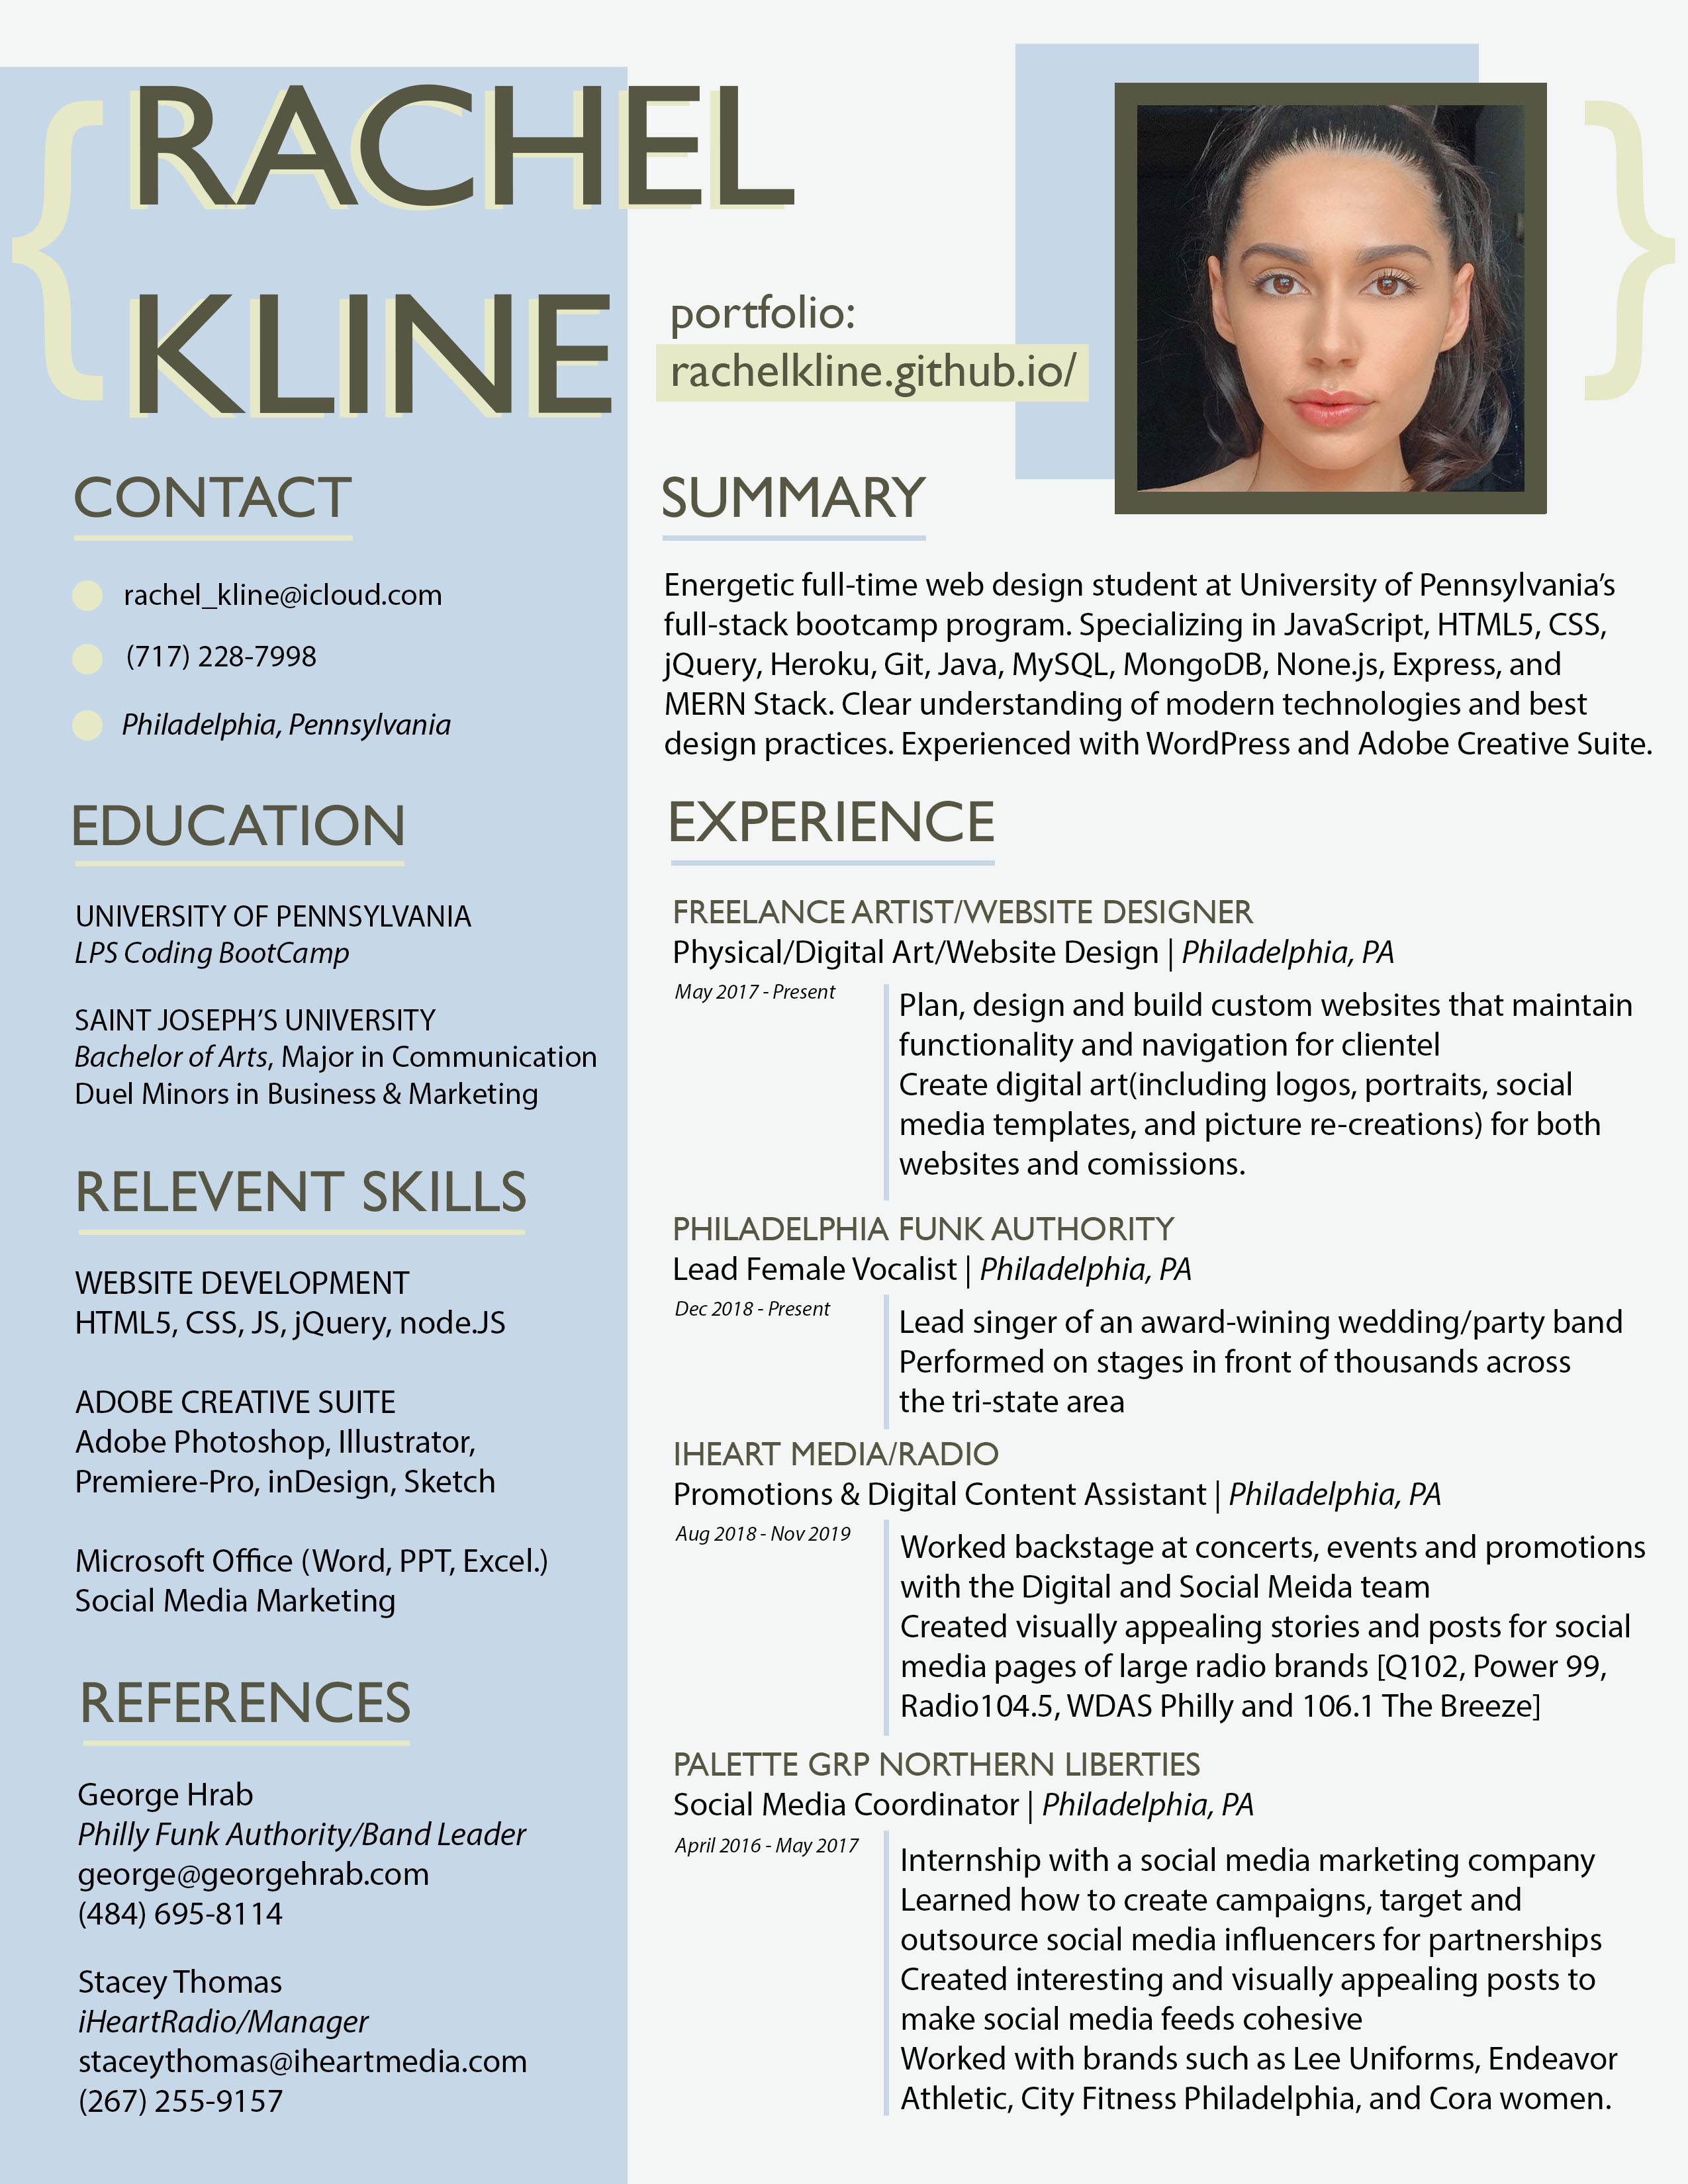 RACHEL
KLINE
portfolio:
rachelkline.github.io/
CONTACT
rachel_kline@icloud.com
(717) 228-7998
Philadelphia, Pennsylvania
EDUCATION
UNIVERSITY OF PENNSYLVANIA
LPS Coding BootCamp
SAINT JOSEPH'S UNIVERSITY
Bachelor of Arts, Major in Communication
Duel Minors in Business & Marketing
RELEVENT SKILLS
WEBSITE DEVELOPMENT
HTML5, CSS, JS, jQuery, node.JS
ADOBE CREATIVE SUITE
Adobe Photoshop, Illustrator,
Premiere-Pro, inDesign, Sketch
Microsoft Office (Word, PPT, Excel.)
Social Media Marketing
REFERENCES
George Hrab
Philly Funk Authority/Band Leader
george@georgehrab.com
(484) 695-8114
Stacey Thomas
iHeartRadio/Manager
staceythomas@iheartmedia.com
(267) 255-9157
SUMMARY
Energetic full-time web design student at University of Pennsylvania's
full-stack bootcamp program. Specializing in JavaScript, HTML5, CSS,
jQuery, Heroku, Git, Java, MySQL, MongoDB, None.js, Express, and
MERN Stack. Clear understanding of modern technologies and best
design practices. Experienced with WordPress and Adobe Creative Suite.
EXPERIENCE
FREELANCE ARTIST/WEBSITE DESIGNER
Physical/Digital Art/Website Design | Philadelphia, PA
May 2017 - Present
Plan, design and build custom websites that maintain
functionality and navigation for clientel
Create digital art(including logos, portraits, social
media templates, and picture re-creations) for both
websites and comissions.
PHILADELPHIA FUNK AUTHORITY
Lead Female Vocalist | Philadelphia, PA
Dec 2018 - Present
Lead singer of an award-wining wedding/party band
Performed on stages in front of thousands across
the tri-state area
IHEART MEDIA/RADIO
Promotions & Digital Content Assistant | Philadelphia, PA
Aug 2018 - Nov 2019
Worked backstage at concerts, events and promotions
with the Digital and Social Meida team
Created visually appealing stories and posts for social
media pages of large radio brands [Q102, Power 99,
Radio104.5, WDAS Philly and 106.1 The Breeze]
PALETTE GRP NORTHERN LIBERTIES
Social Media Coordinator | Philadelphia, PA
April 2016 - May 2017
Internship with a social media marketing company
Learned how to create campaigns, target and
outsource social media influencers for partnerships
Created interesting and visually appealing posts to
make social media feeds cohesive
Worked with brands such as Lee Uniforms, Endeavor
Athletic, City Fitness Philadelphia, and Cora women.